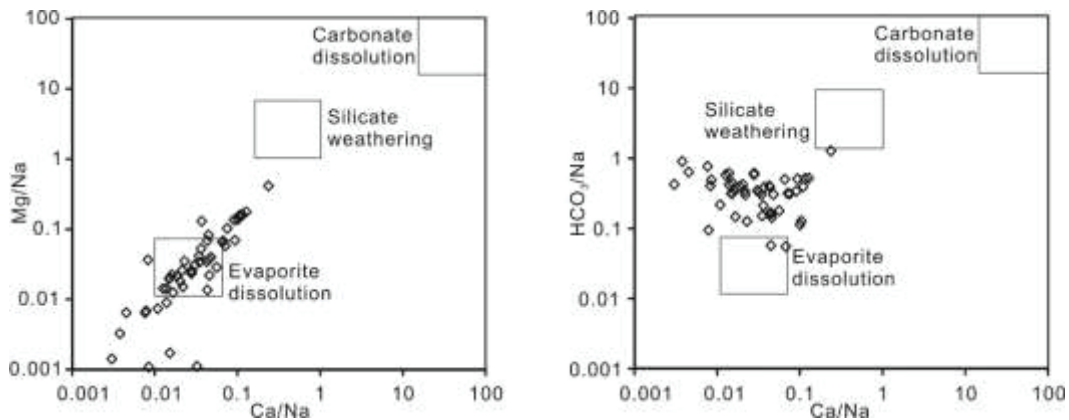 100
10
1
0.1
0.01
0.001
Mg/Na
Carbonate
dissolution
Silicate
weathering
Evaporite
dissolution
0.001 0.01 0.1 1 10 100
Ca/Na
100
10
1
0.1
0.01
0.001
HCO₃/Na
Carbonate
dissolution
Silicate
weathering
Evaporite
dissolution
0.001 0.01 0.1 1 10 100
Ca/Na